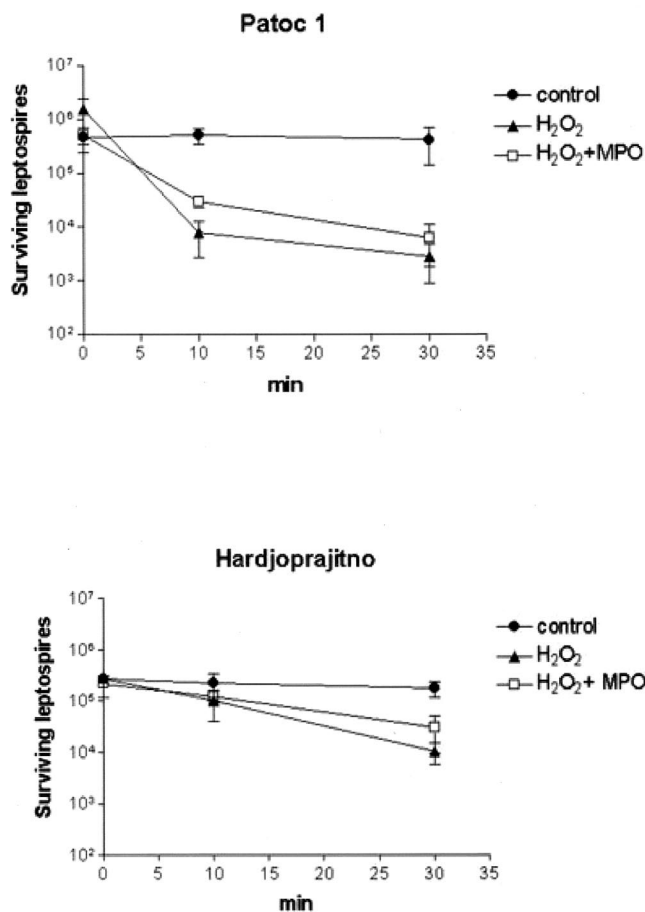 Patoc 1
10⁷
10⁶
10⁵
10⁴
10³
10²
Surviving leptospires
0 5 10 15 20 25 30 35
min
control
H₂O₂
H₂O₂+MPO
Hardjoprajitno
10⁷
10⁶
10⁵
10⁴
10³
10²
Surviving leptospires
0 5 10 15 20 25 30 35
min
control
H₂O₂
H₂O₂+ MPO